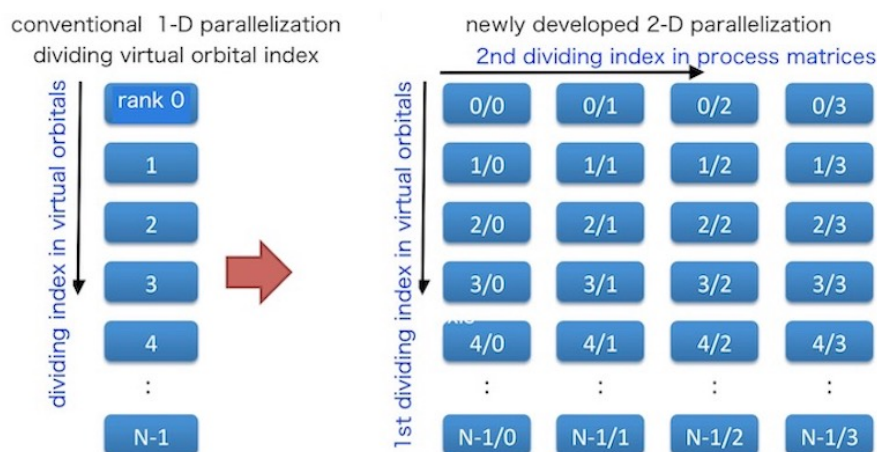 conventional 1-D parallelization
dividing virtual orbital index
dividing index in virtual orbitals
rank 0
1
2
3
4
:
N-1
newly developed 2-D parallelization
2nd dividing index in process matrices
1st dividing index in virtual orbitals
0/0 0/1 0/2 0/3
1/0 1/1 1/2 1/3
2/0 2/1 2/2 2/3
3/0 3/1 3/2 3/3
4/0 4/1 4/2 4/3
: : : :
N-1/0 N-1/1 N-1/2 N-1/3